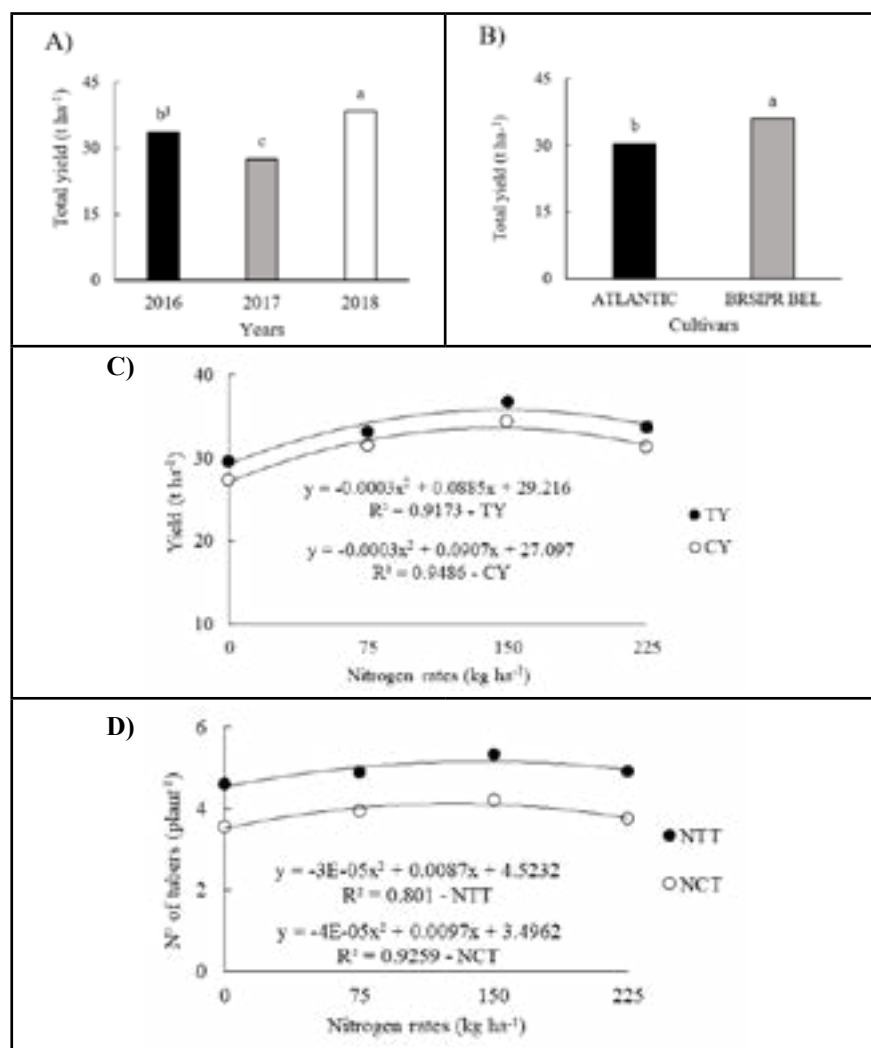 A)
Total yield (t ha⁻¹)
45
30
15
0
b¹
c
a
2016
2017
2018
Years
B)
Total yield (t ha-¹)
45
30
15
0
b
a
ATLANTIC
BRSIPR BEL
Cultivars
C)
Yield (t ha⁻¹)
40
30
20
10
y = -0.0003x² + 0.0885x + 29.216
R² = 0.9173 - TY
y = -0.0003x² + 0.0907x + 27.097
R² = 0.9486 - CY
TY
CY
0
75
150
225
Nitrogen rates (kg ha⁻¹)
D)
Nº of tubers (plant⁻¹)
6
4
2
0
y = -3E-05x² + 0.0087x + 4.5232
R² = 0.801 - NTT
y = -4E-05x² + 0.0097x + 3.4962
R² = 0.9259 - NCT
NTT
NCT
0
75
150
225
Nitrogen rates (kg ha⁻¹)